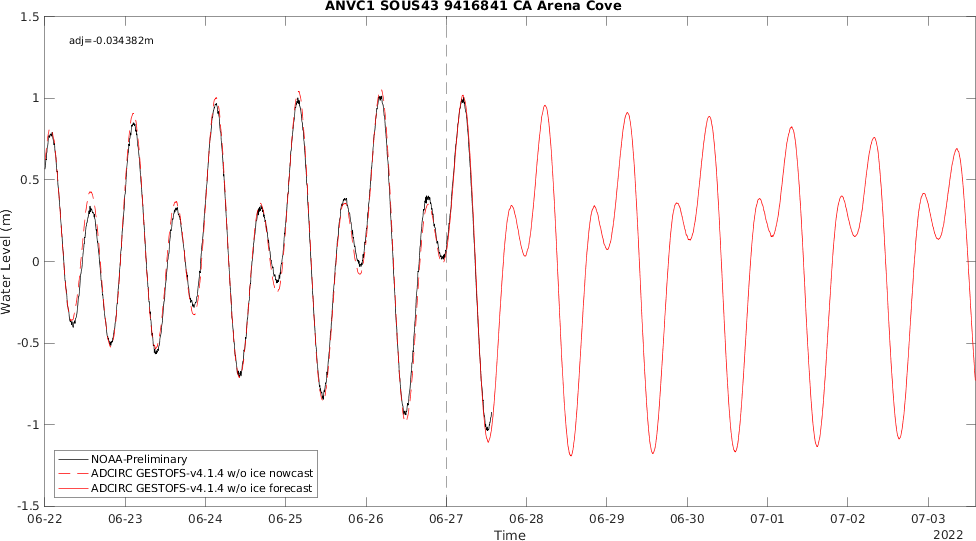 ANVC1 SOUS43 9416841 CA Arena Cove
adj=-0.034382m
1.5
1
0.5
0
-0.5
-1
-1.5
Water Level (m)
NOAA-Preliminary
ADCIRC GESTOFS-v4.1.4 w/o ice nowcast
ADCIRC GESTOFS-v4.1.4 w/o ice forecast
06-22 06-23 06-24 06-25 06-26 06-27 06-28 06-29 06-30 07-01 07-02 07-03
Time
2022